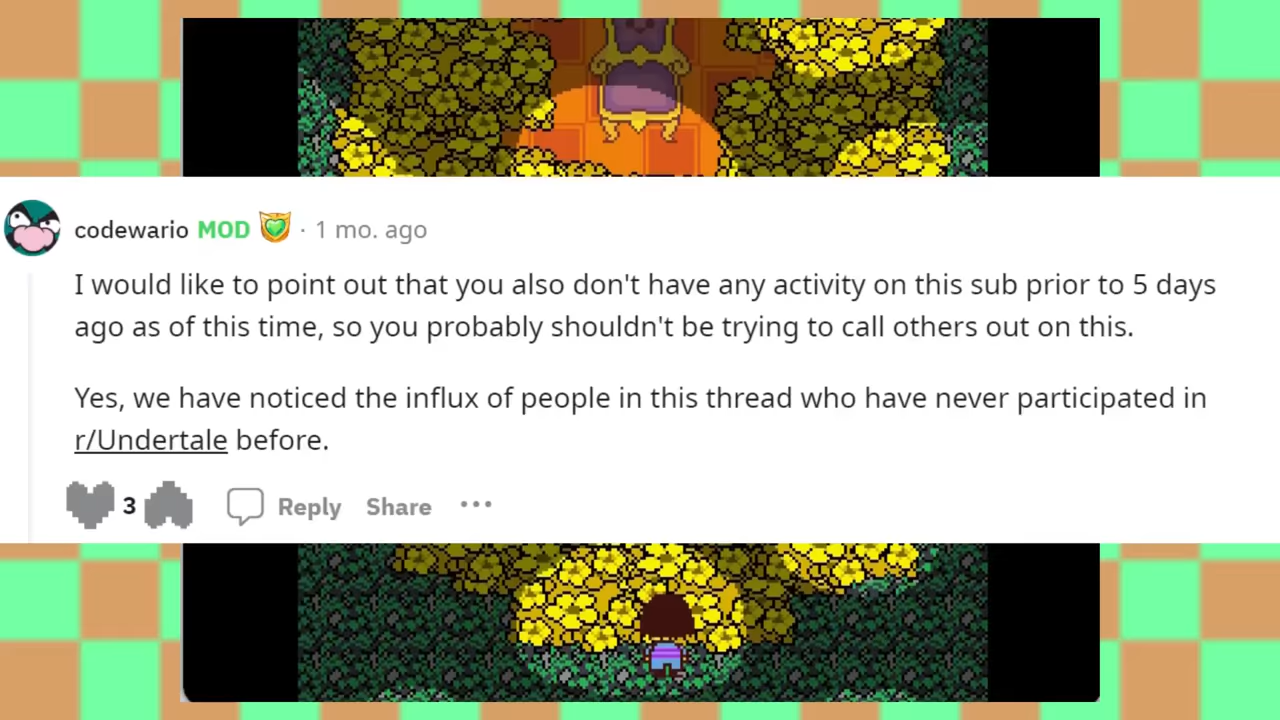 codewario MOD · 1 mo. ago
I would like to point out that you also don't have any activity on this sub prior to 5 days
ago as of this time, so you probably shouldn't be trying to call others out on this.
Yes, we have noticed the influx of people in this thread who have never participated in
r/Undertale before.
3 Reply Share ···